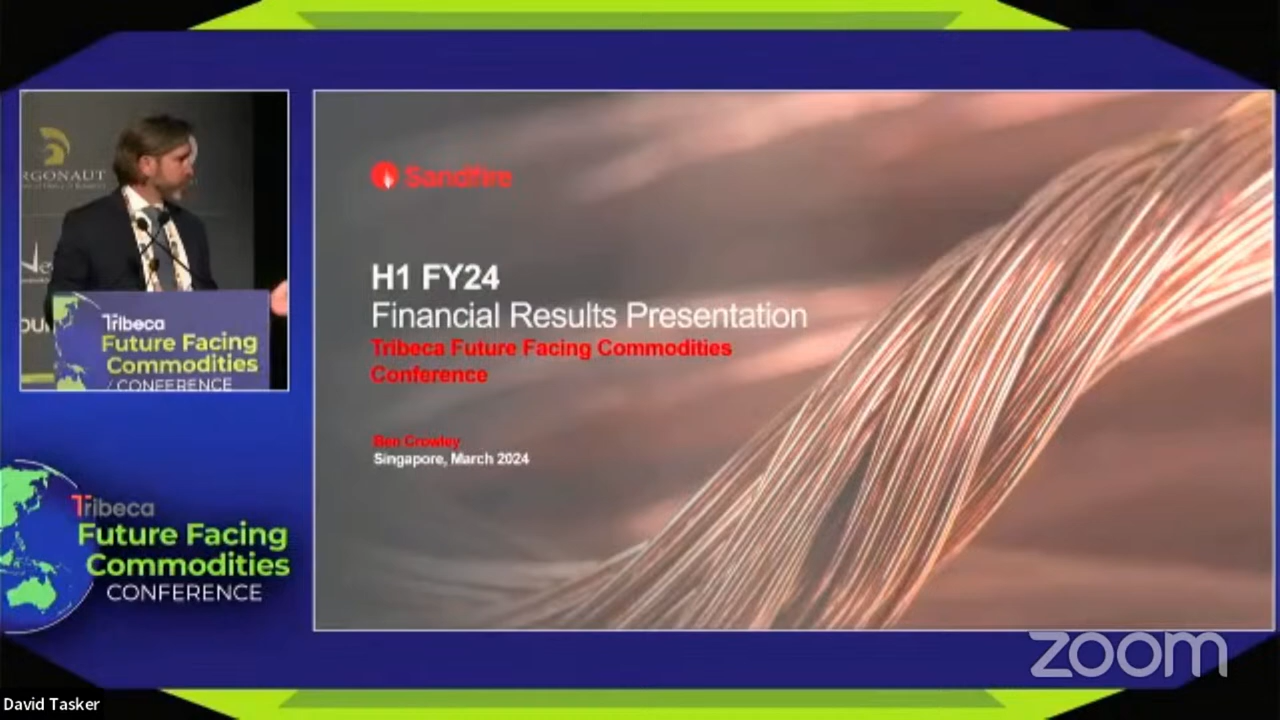 RGONAUT
Tribeca
Future Facing
Commodities
/ CONFERENCE
Tribeca
Future Facing
Commodities
CONFERENCE
Sandfire
H1 FY24
Financial Results Presentation
Tribeca Future Facing Commodities
Conference
Ben Crowley
Singapore, March 2024
zoom
David Tasker